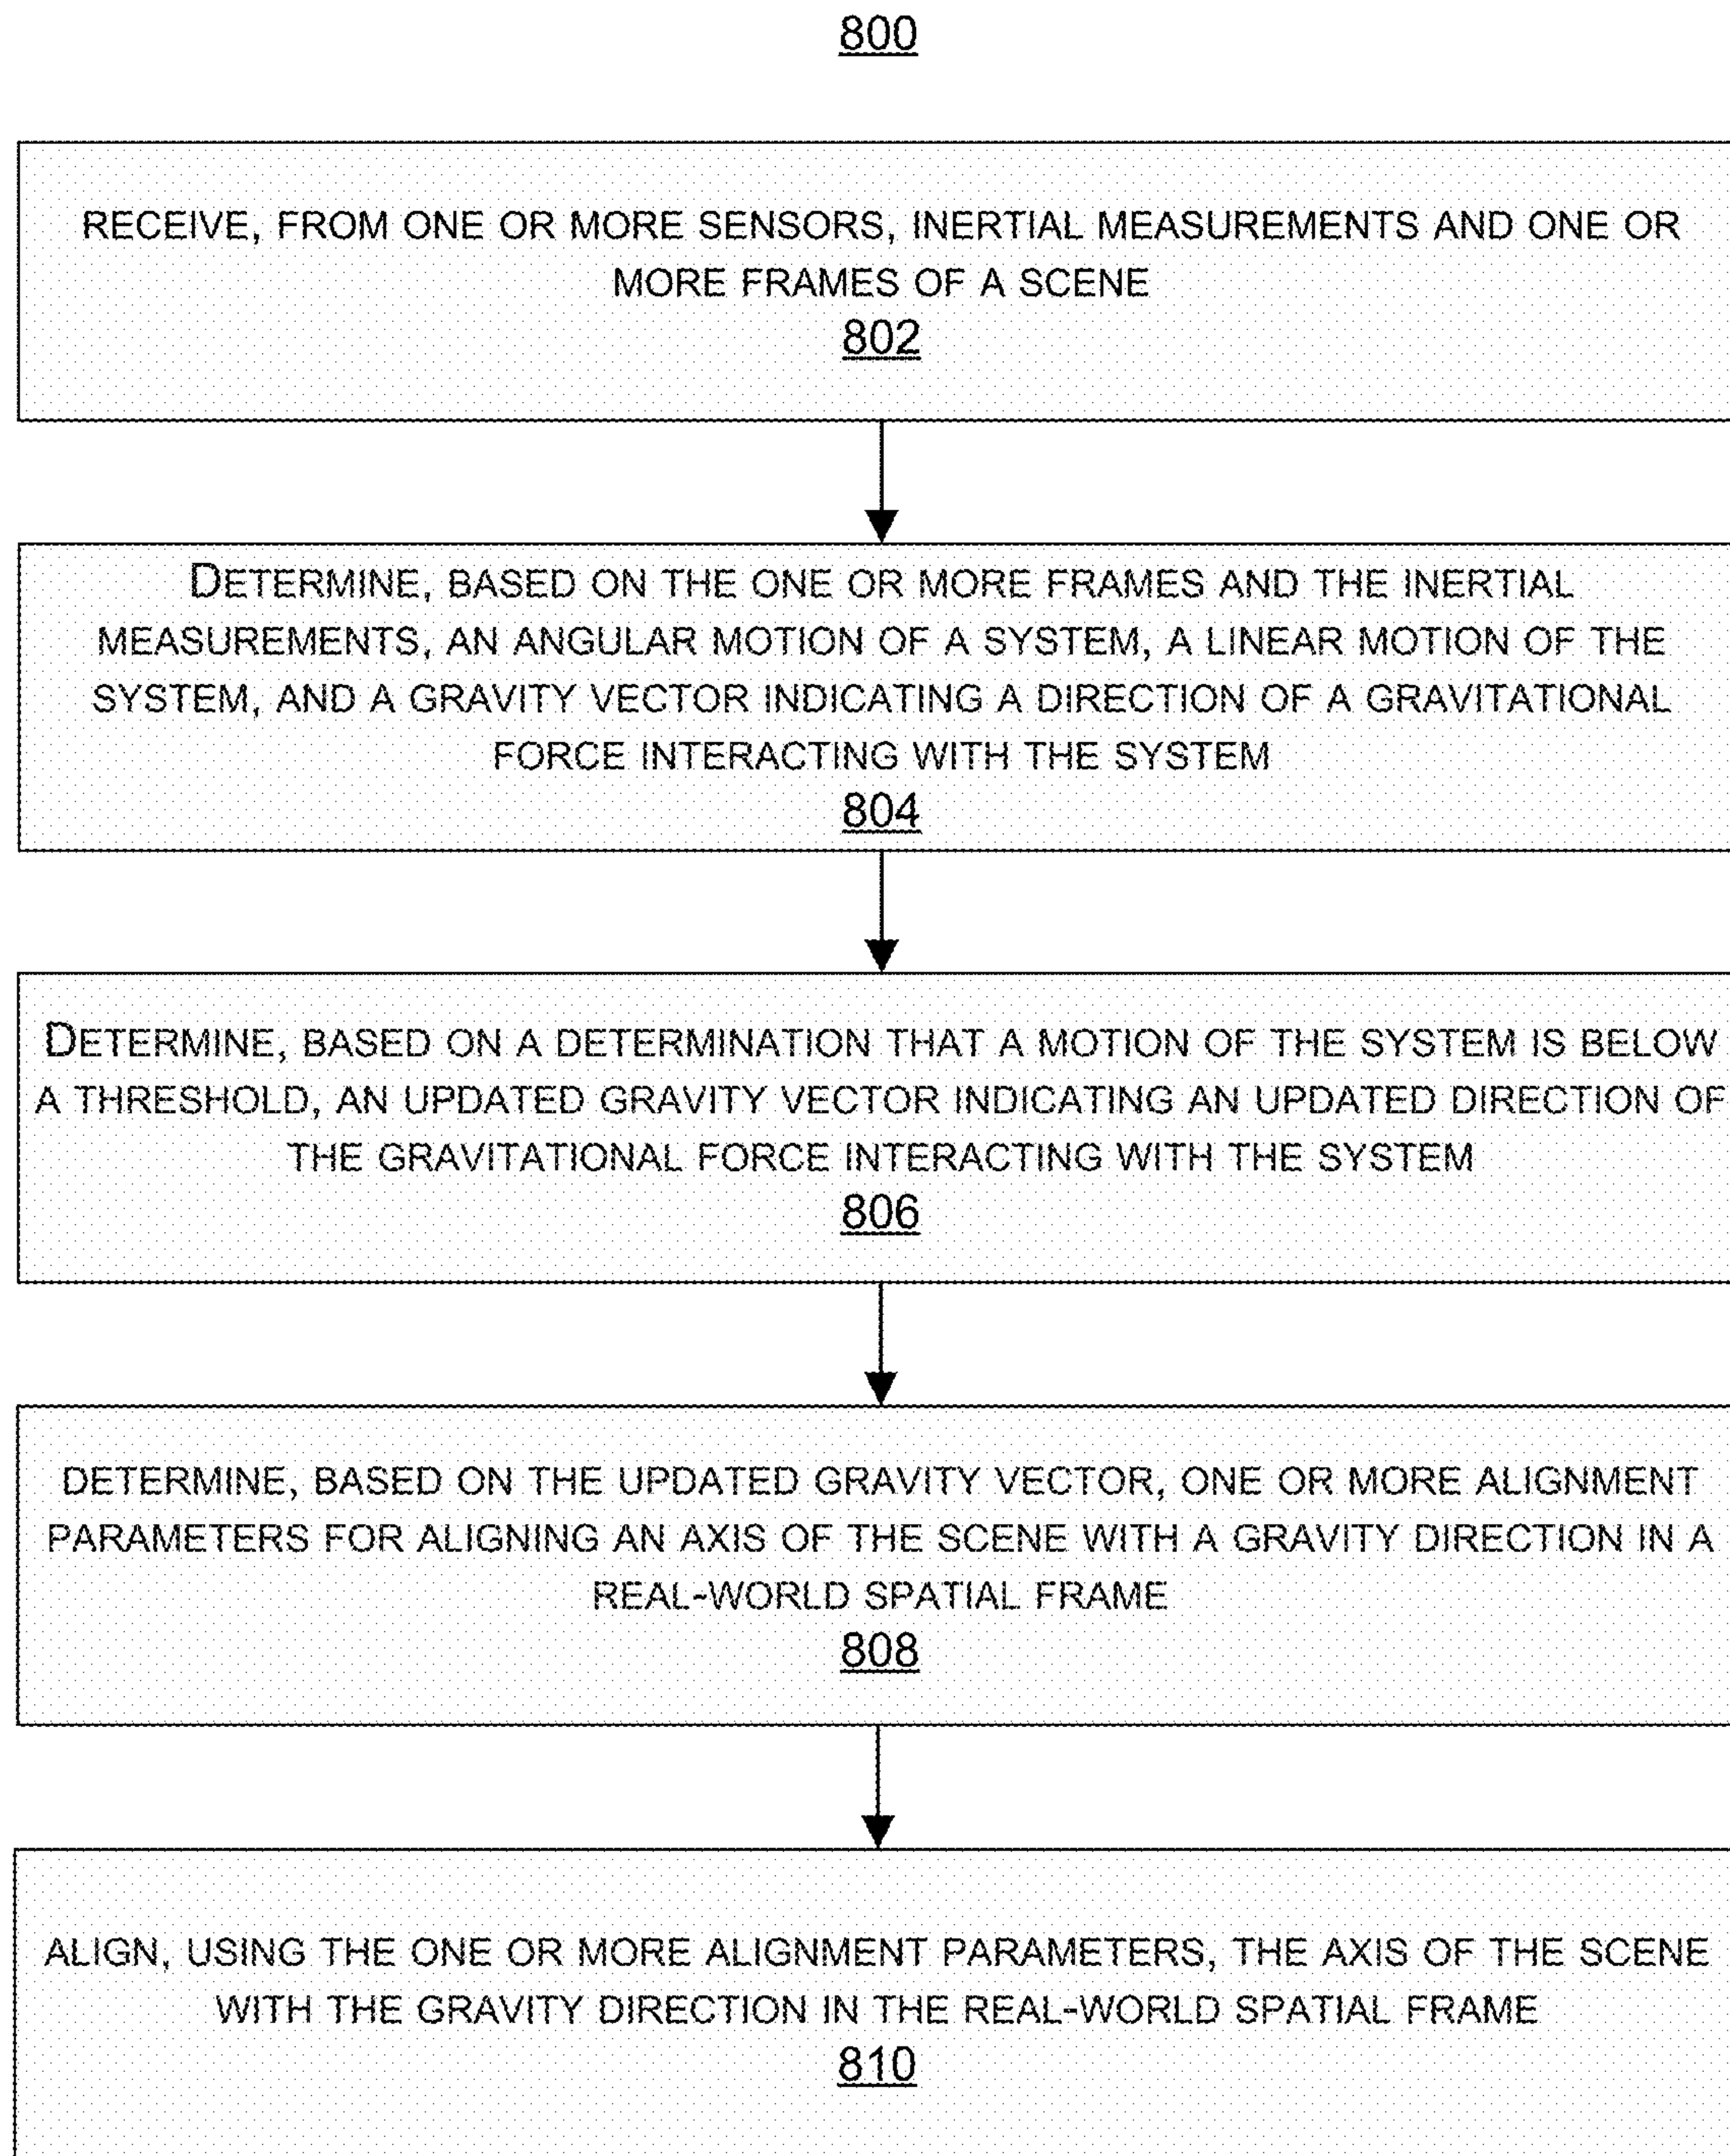 800
RECEIVE, FROM ONE OR MORE SENSORS, INERTIAL MEASUREMENTS AND ONE OR
MORE FRAMES OF A SCENE
802
DETERMINE, BASED ON THE ONE OR MORE FRAMES AND THE INERTIAL
MEASUREMENTS, AN ANGULAR MOTION OF A SYSTEM, A LINEAR MOTION OF THE
SYSTEM, AND A GRAVITY VECTOR INDICATING A DIRECTION OF A GRAVITATIONAL
FORCE INTERACTING WITH THE SYSTEM
804
DETERMINE, BASED ON A DETERMINATION THAT A MOTION OF THE SYSTEM IS BELOW
A THRESHOLD, AN UPDATED GRAVITY VECTOR INDICATING AN UPDATED DIRECTION OF
THE GRAVITATIONAL FORCE INTERACTING WITH THE SYSTEM
806
DETERMINE, BASED ON THE UPDATED GRAVITY VECTOR, ONE OR MORE ALIGNMENT
PARAMETERS FOR ALIGNING AN AXIS OF THE SCENE WITH A GRAVITY DIRECTION IN A
REAL-WORLD SPATIAL FRAME
808
ALIGN, USING THE ONE OR MORE ALIGNMENT PARAMETERS, THE AXIS OF THE SCENE
WITH THE GRAVITY DIRECTION IN THE REAL-WORLD SPATIAL FRAME
810